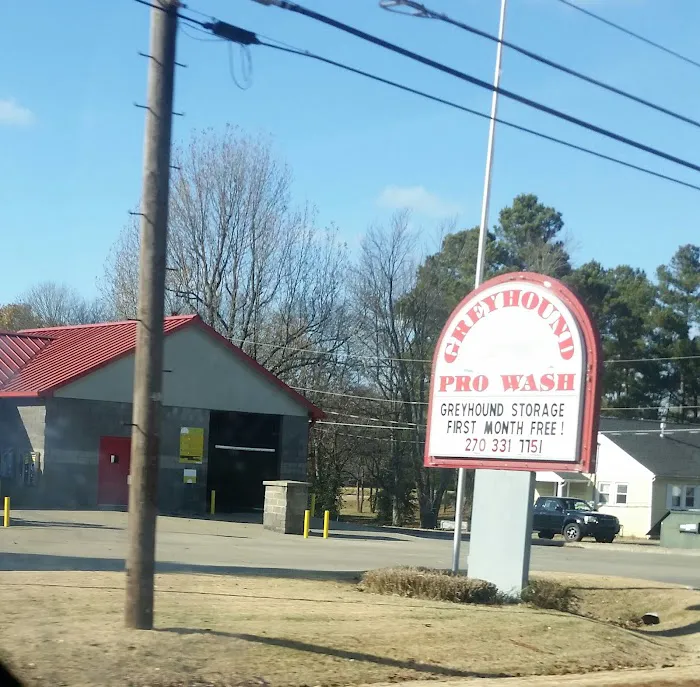 GREYHOUND
PRO WASH
GREYHOUND STORAGE
FIRST MONTH FREE!
270 331 7751